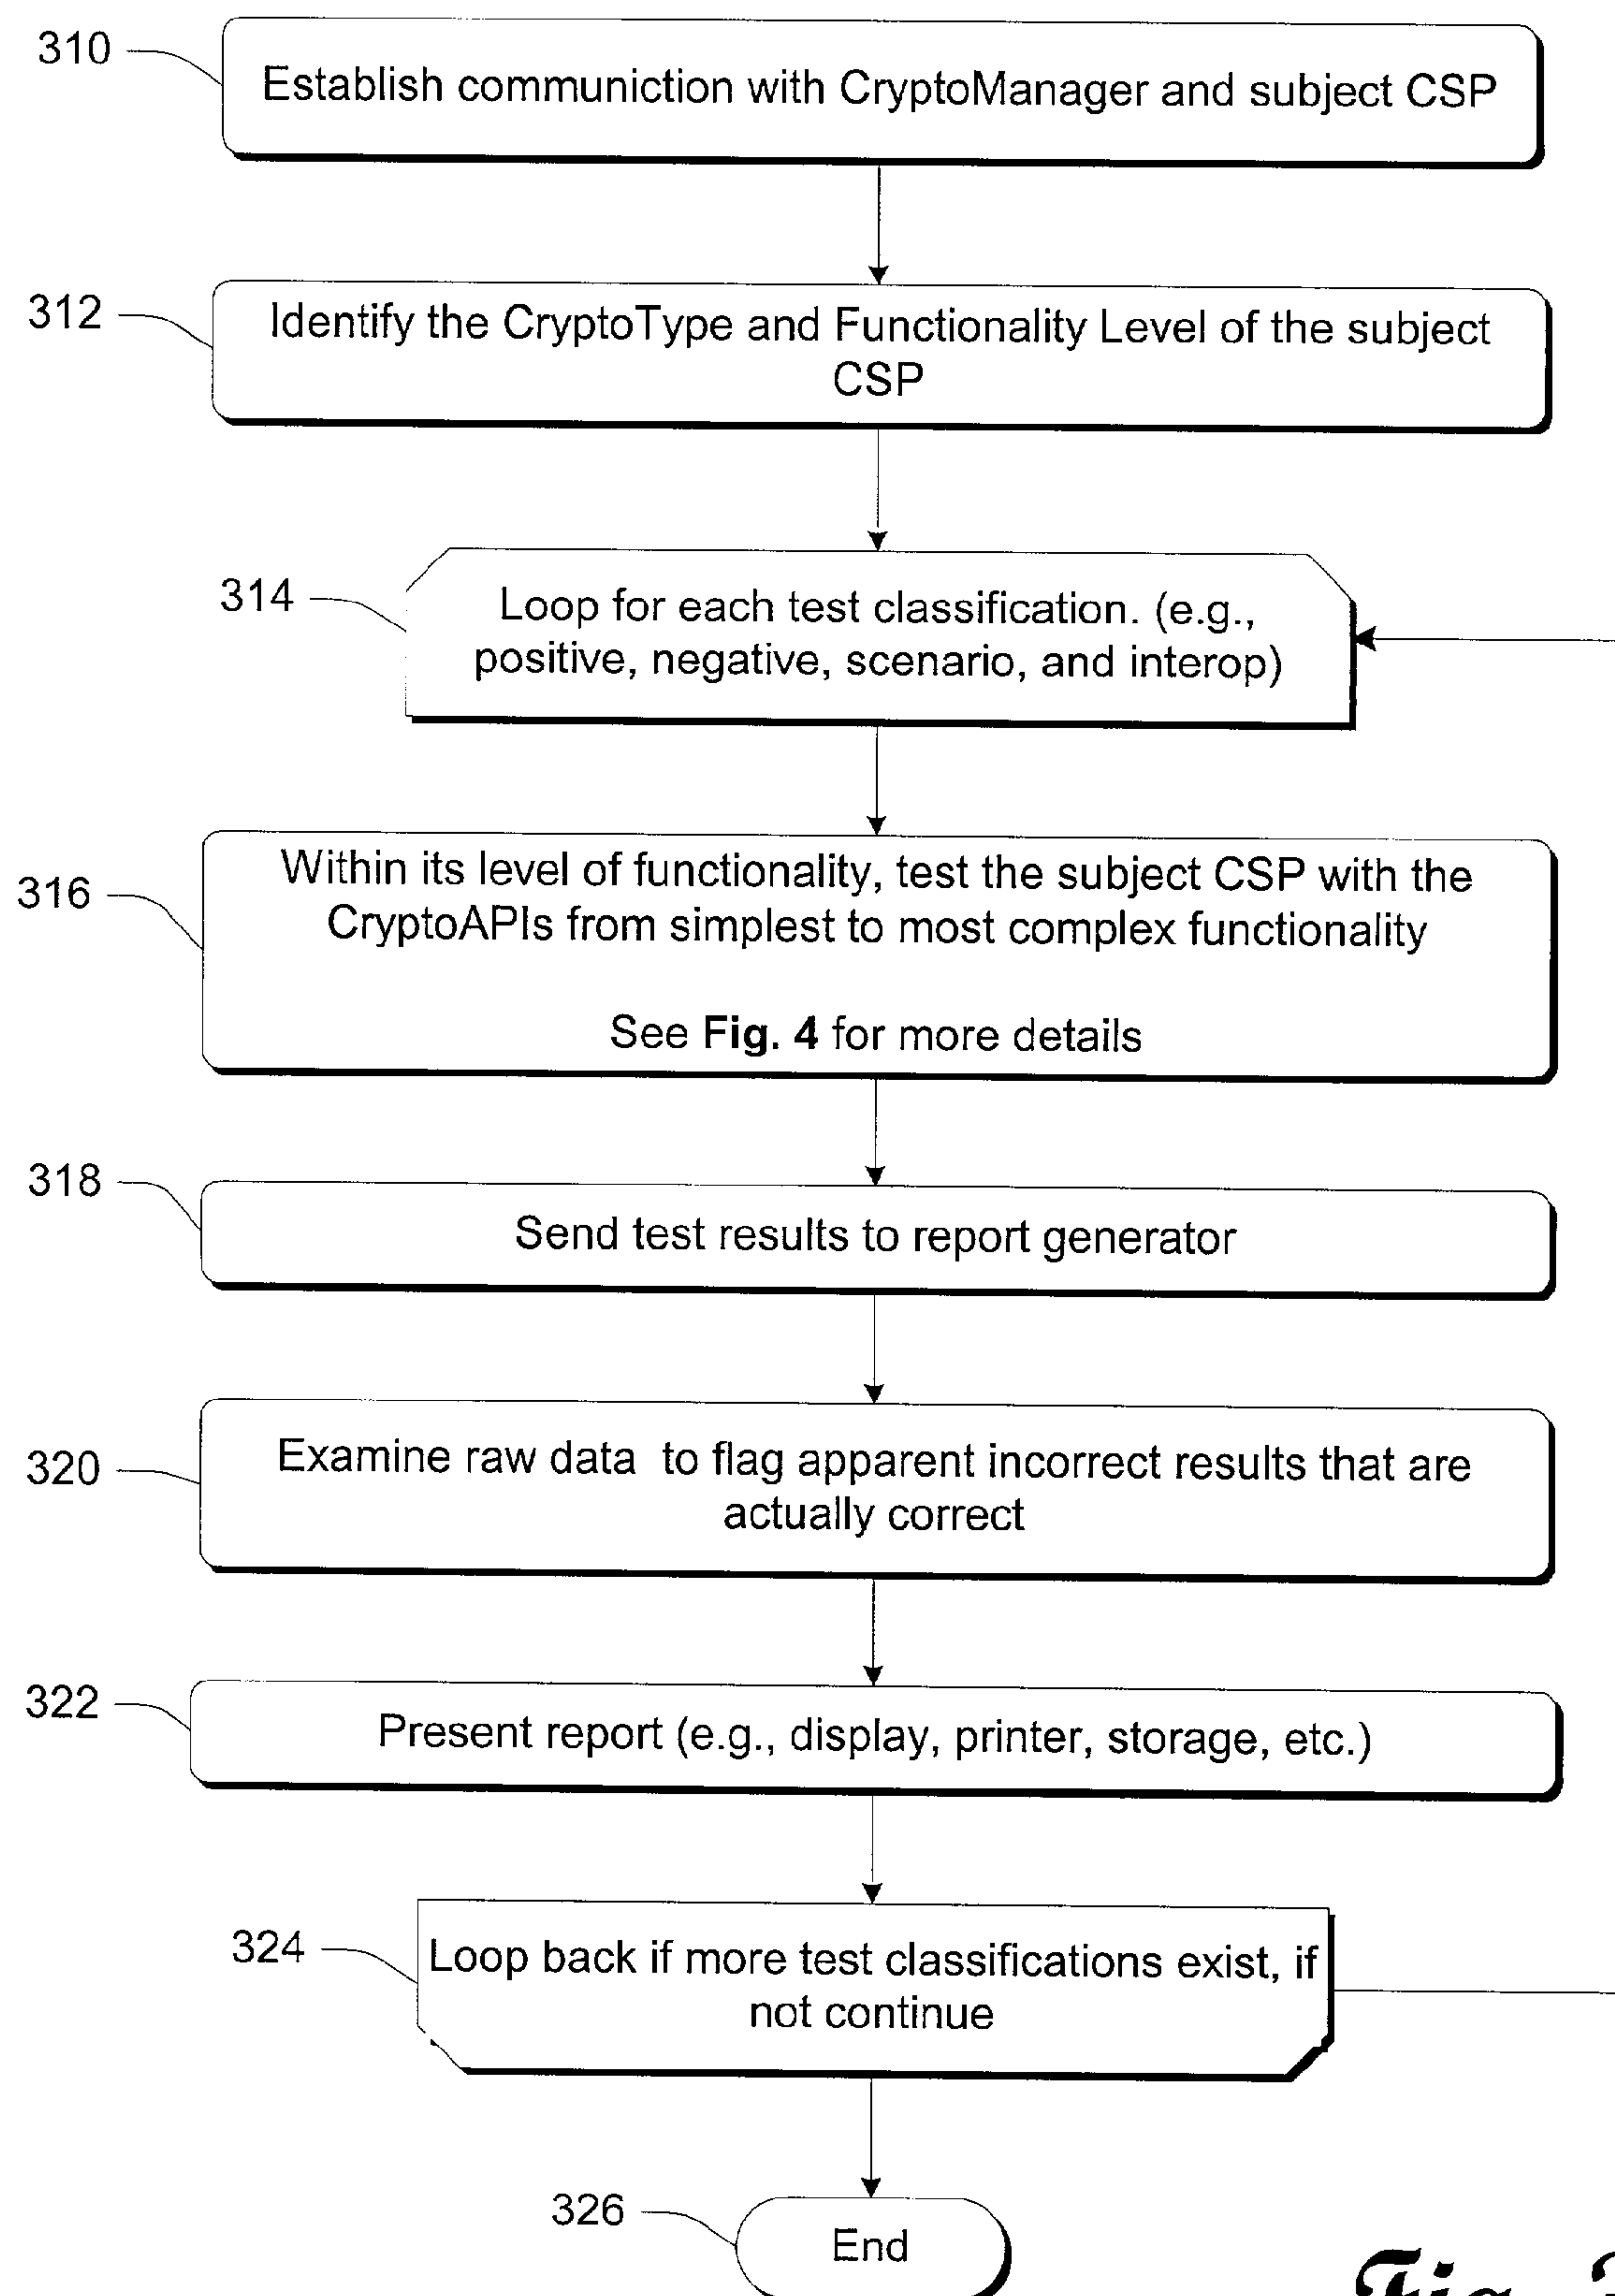 310
Establish communiction with CryptoManager and subject CSP
312
Identify the CryptoType and Functionality Level of the subject
CSP
314
Loop for each test classification. (e.g.,
positive, negative, scenario, and interop)
316
Within its level of functionality, test the subject CSP with the
CryptoAPIs from simplest to most complex functionality
See Fig. 4 for more details
318
Send test results to report generator
320
Examine raw data to flag apparent incorrect results that are
actually correct
322
Present report (e.g., display, printer, storage, etc.)
324
Loop back if more test classifications exist, if
not continue
326
End
Fig.